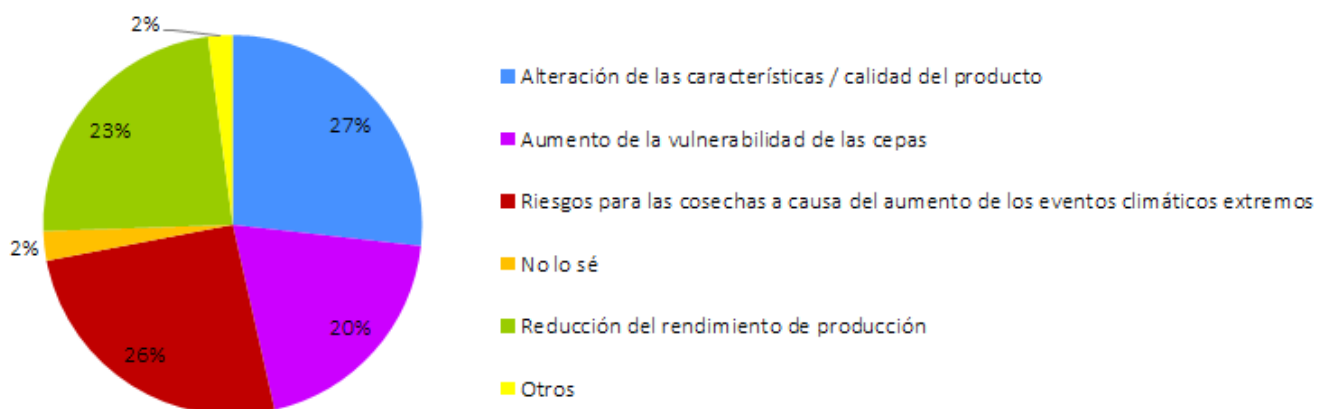 2%
27%
23%
2%
20%
26%
Alteración de las características / calidad del producto
Aumento de la vulnerabilidad de las cepas
Riesgos para las cosechas a causa del aumento de los eventos climáticos extremos
No lo sé
Reducción del rendimiento de producción
Otros